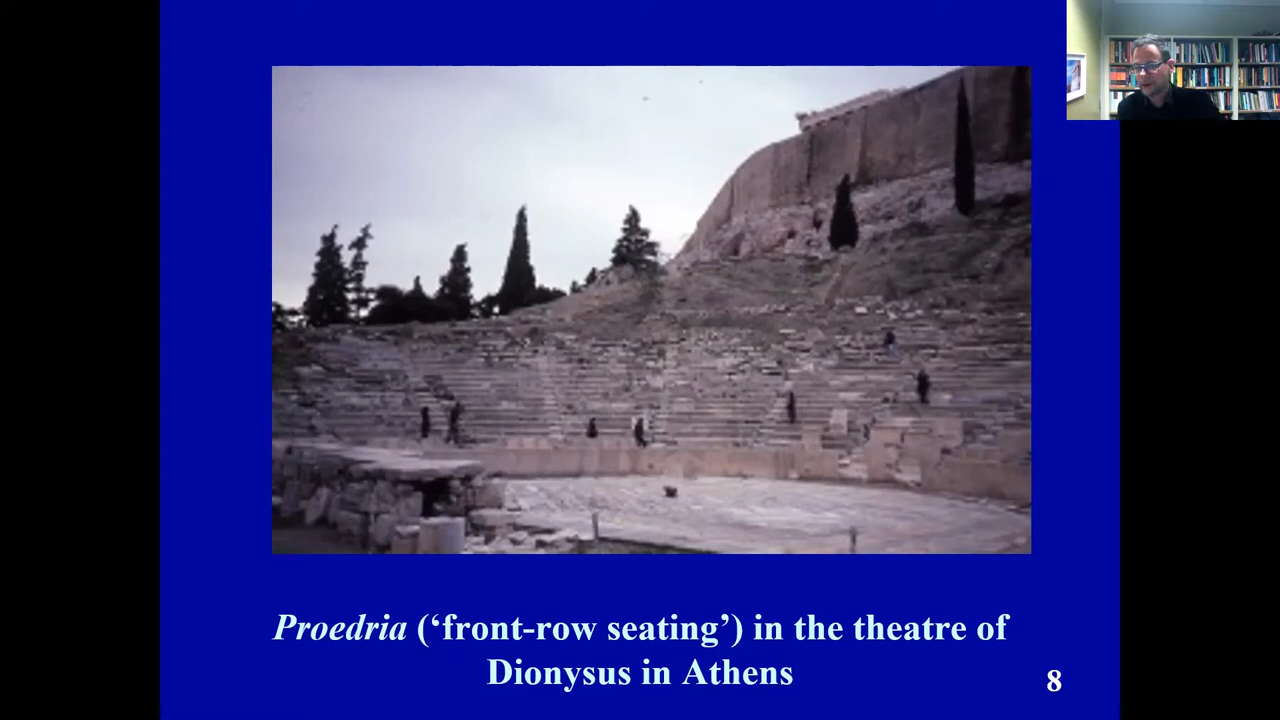 Proedria (‘front-row seating’) in the theatre of
Dionysus in Athens
8